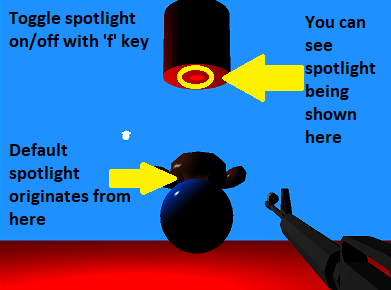 Toggle spotlight
on/off with 'f' key
You can
see
spotlight
being
shown
here
Default
spotlight
originates from
here